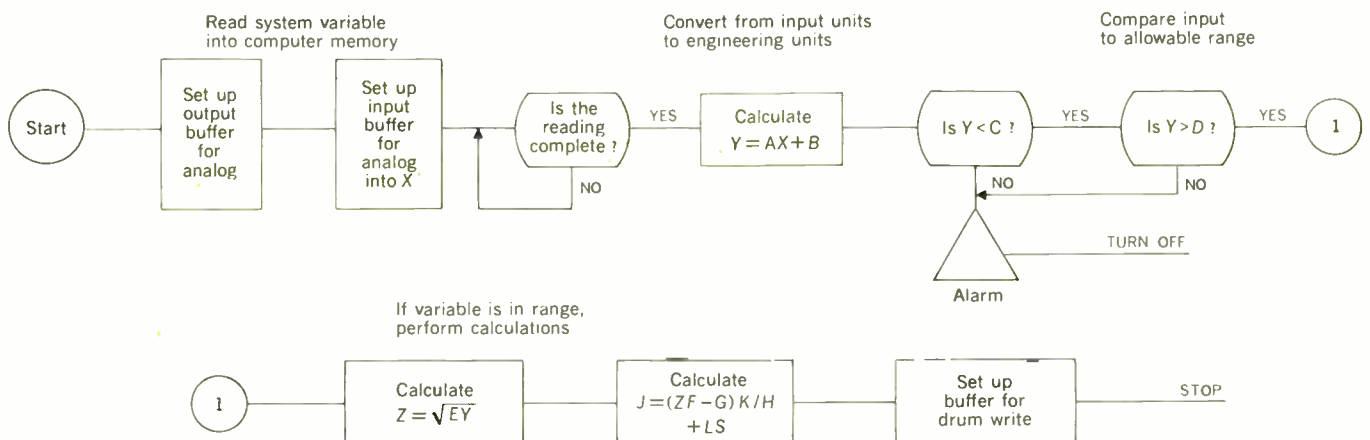 Read system variable
into computer memory
Convert from input units
to engineering units
Compare input
to allowable range
Start
Set up
output
buffer
for
analog
Set up
input
buffer
for
analog
into X
Is the
reading
complete ?
YES
NO
Calculate
Y = AX + B
Is Y < C ?
YES
NO
Is Y > D ?
YES
NO
1
TURN OFF
Alarm
If variable is in range,
perform calculations
1
Calculate
Z = √EY
Calculate
J = (ZF − G) K/H
+ LS
Set up
buffer for
drum write
STOP